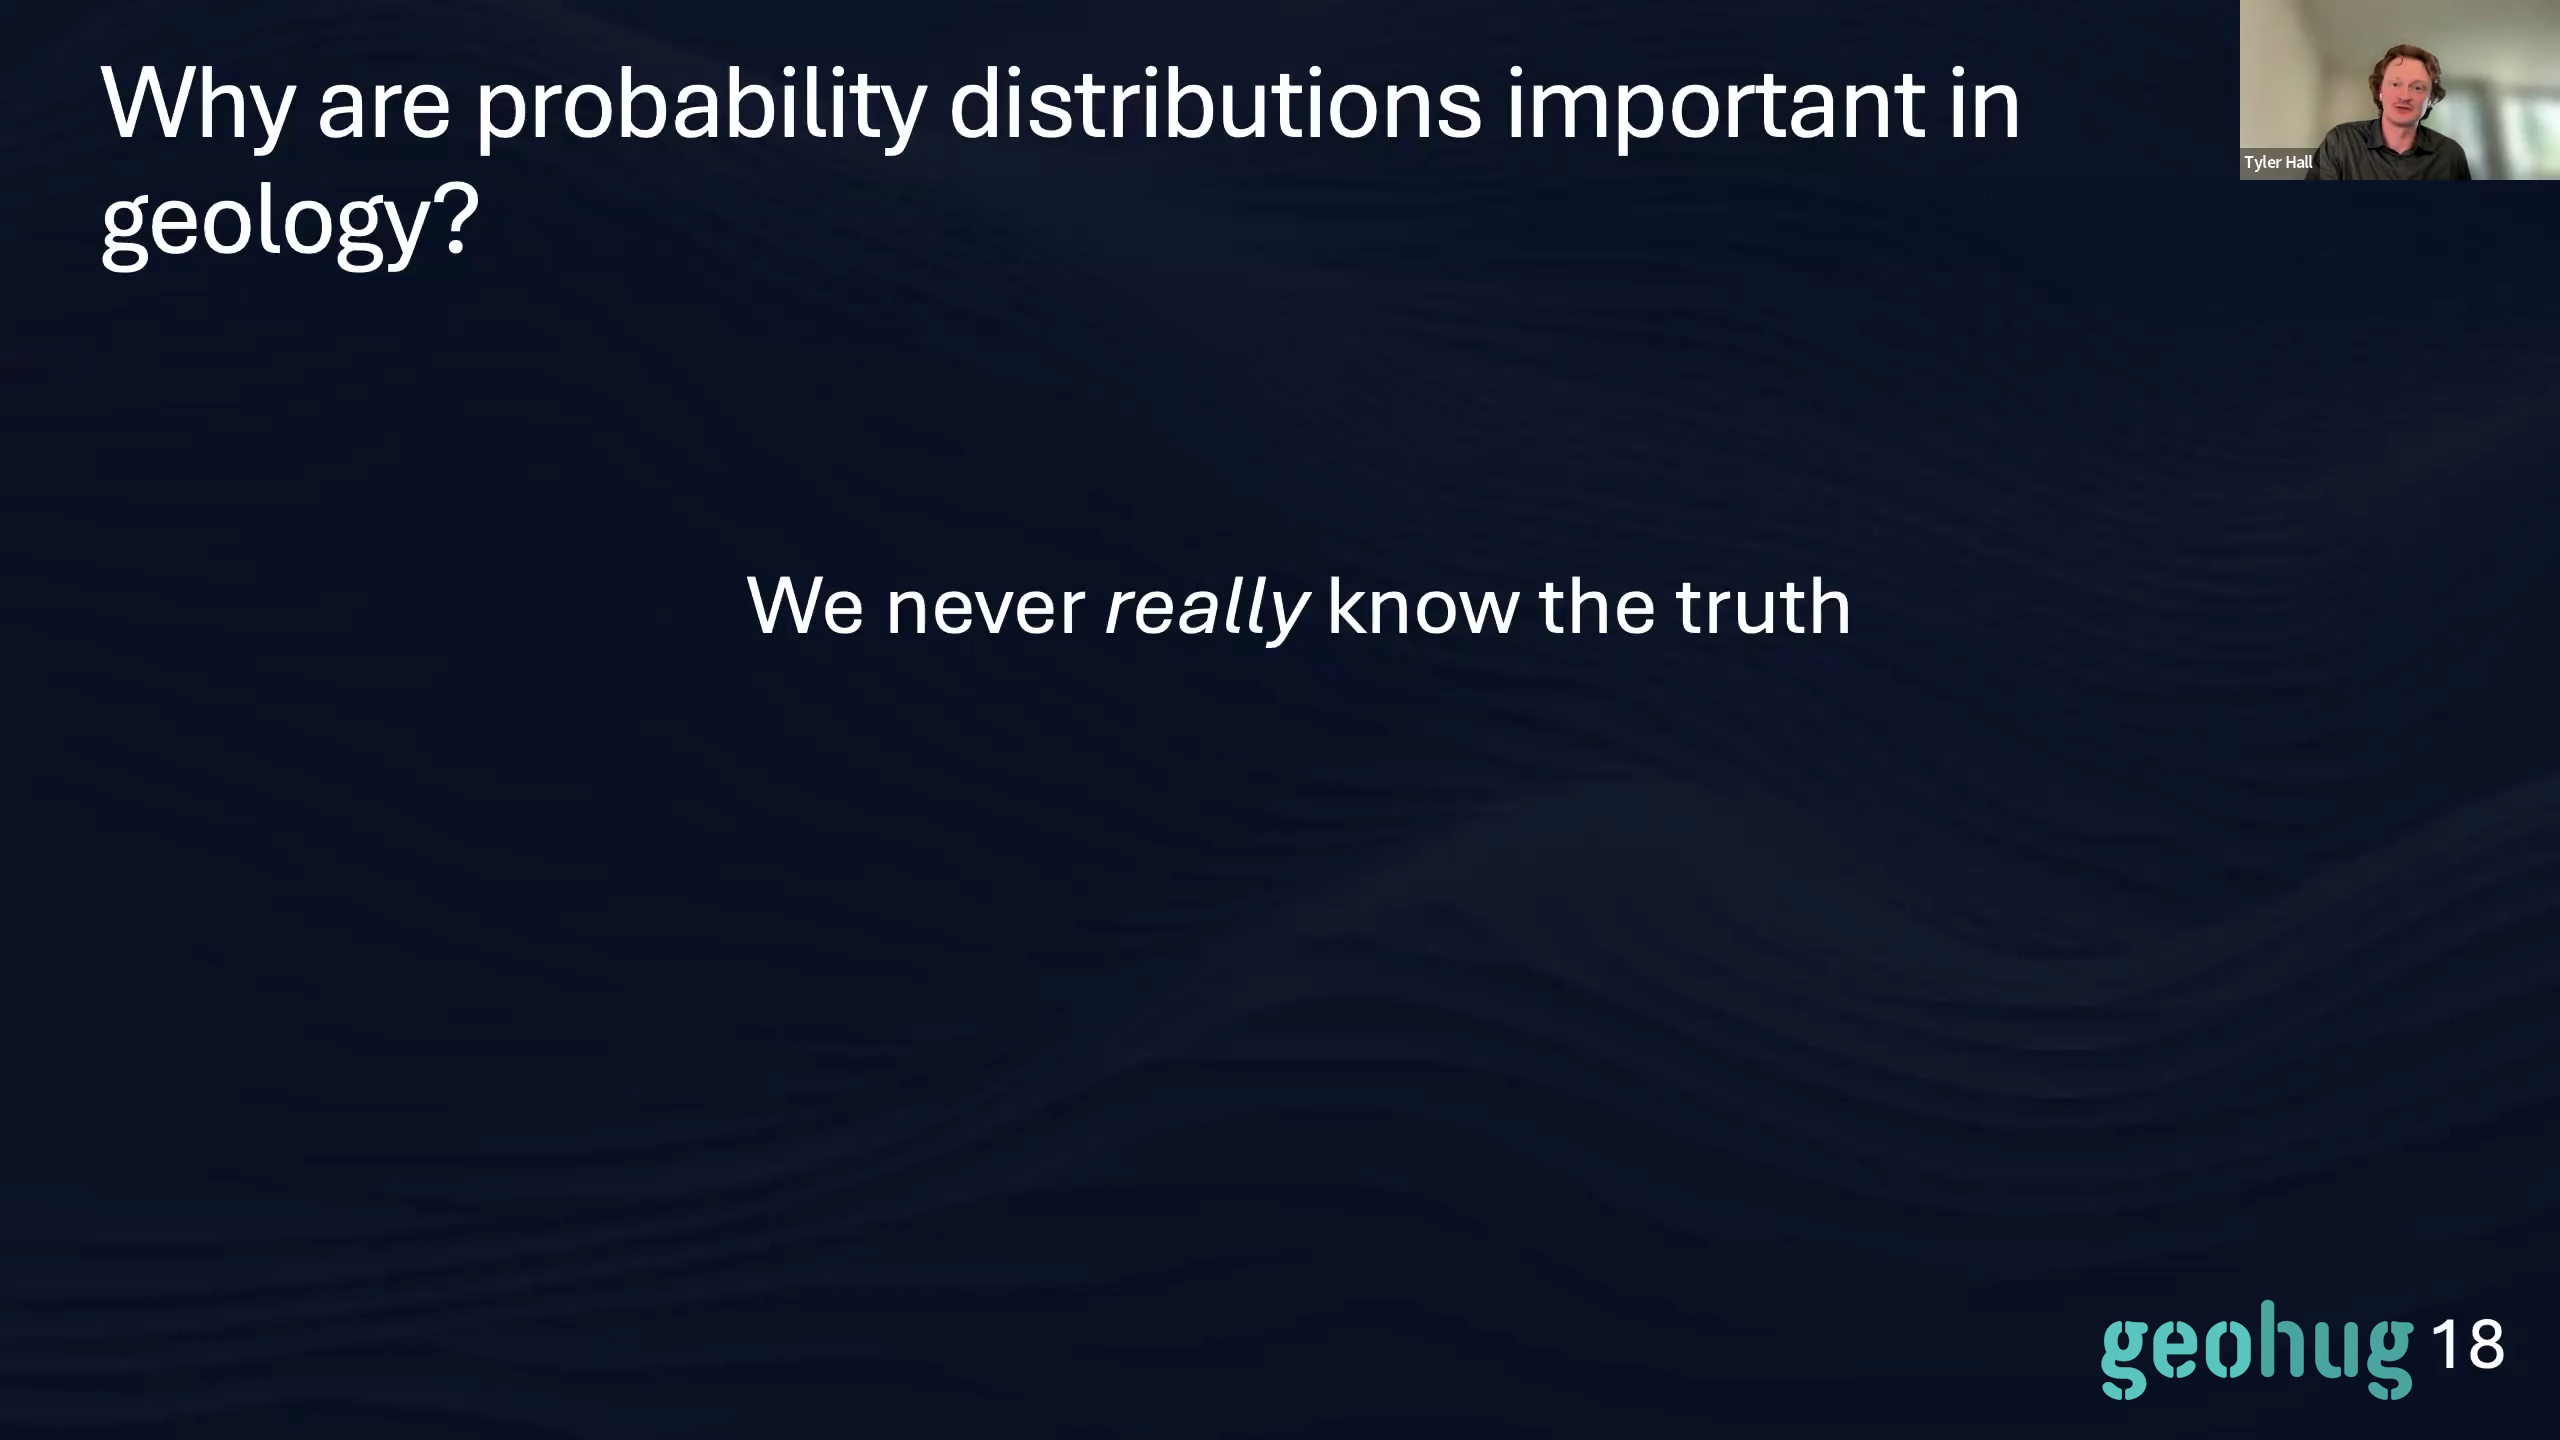 Why are probability distributions important in
geology?
Tyler Hall
We never really know the truth
geohug 18